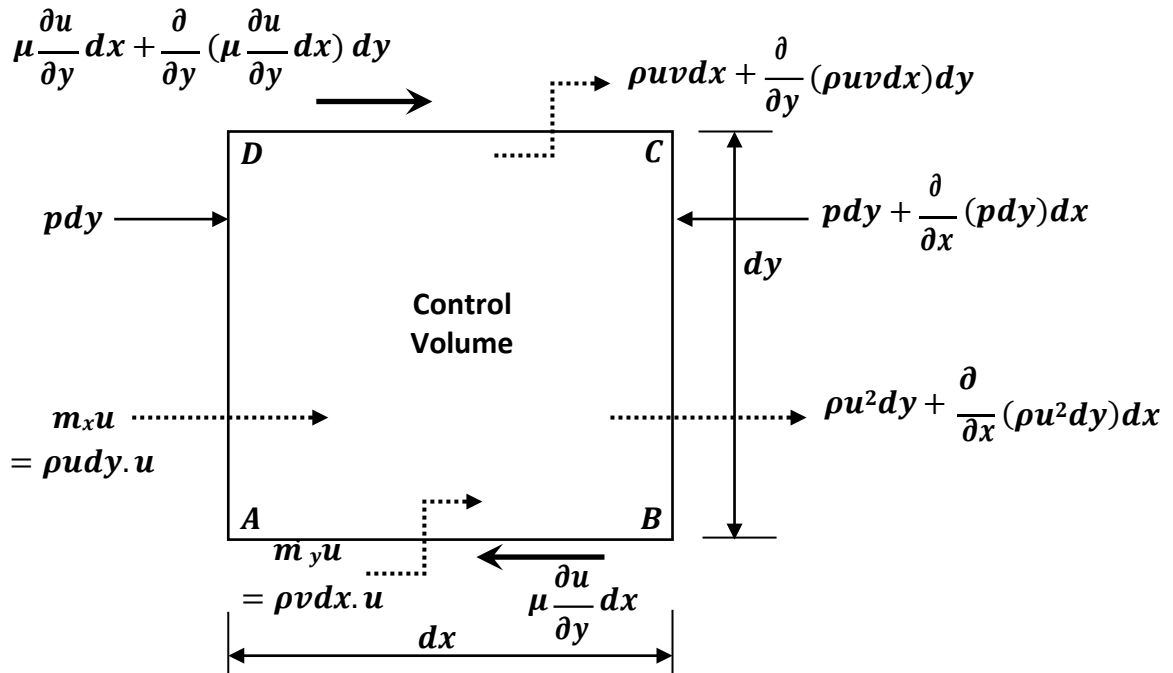 μ ∂u/∂y dx + ∂/∂y (μ ∂u/∂y dx) dy
ρuvdx + ∂/∂y (ρuvdx)dy
D
C
pdy
pdy + ∂/∂x (pdy)dx
dy
Control
Volume
mₓu
= ρudy. u
ρu²dy + ∂/∂x (ρu²dy)dx
A
B
ṁ yu
= ρvdx. u
μ ∂u/∂y dx
dx